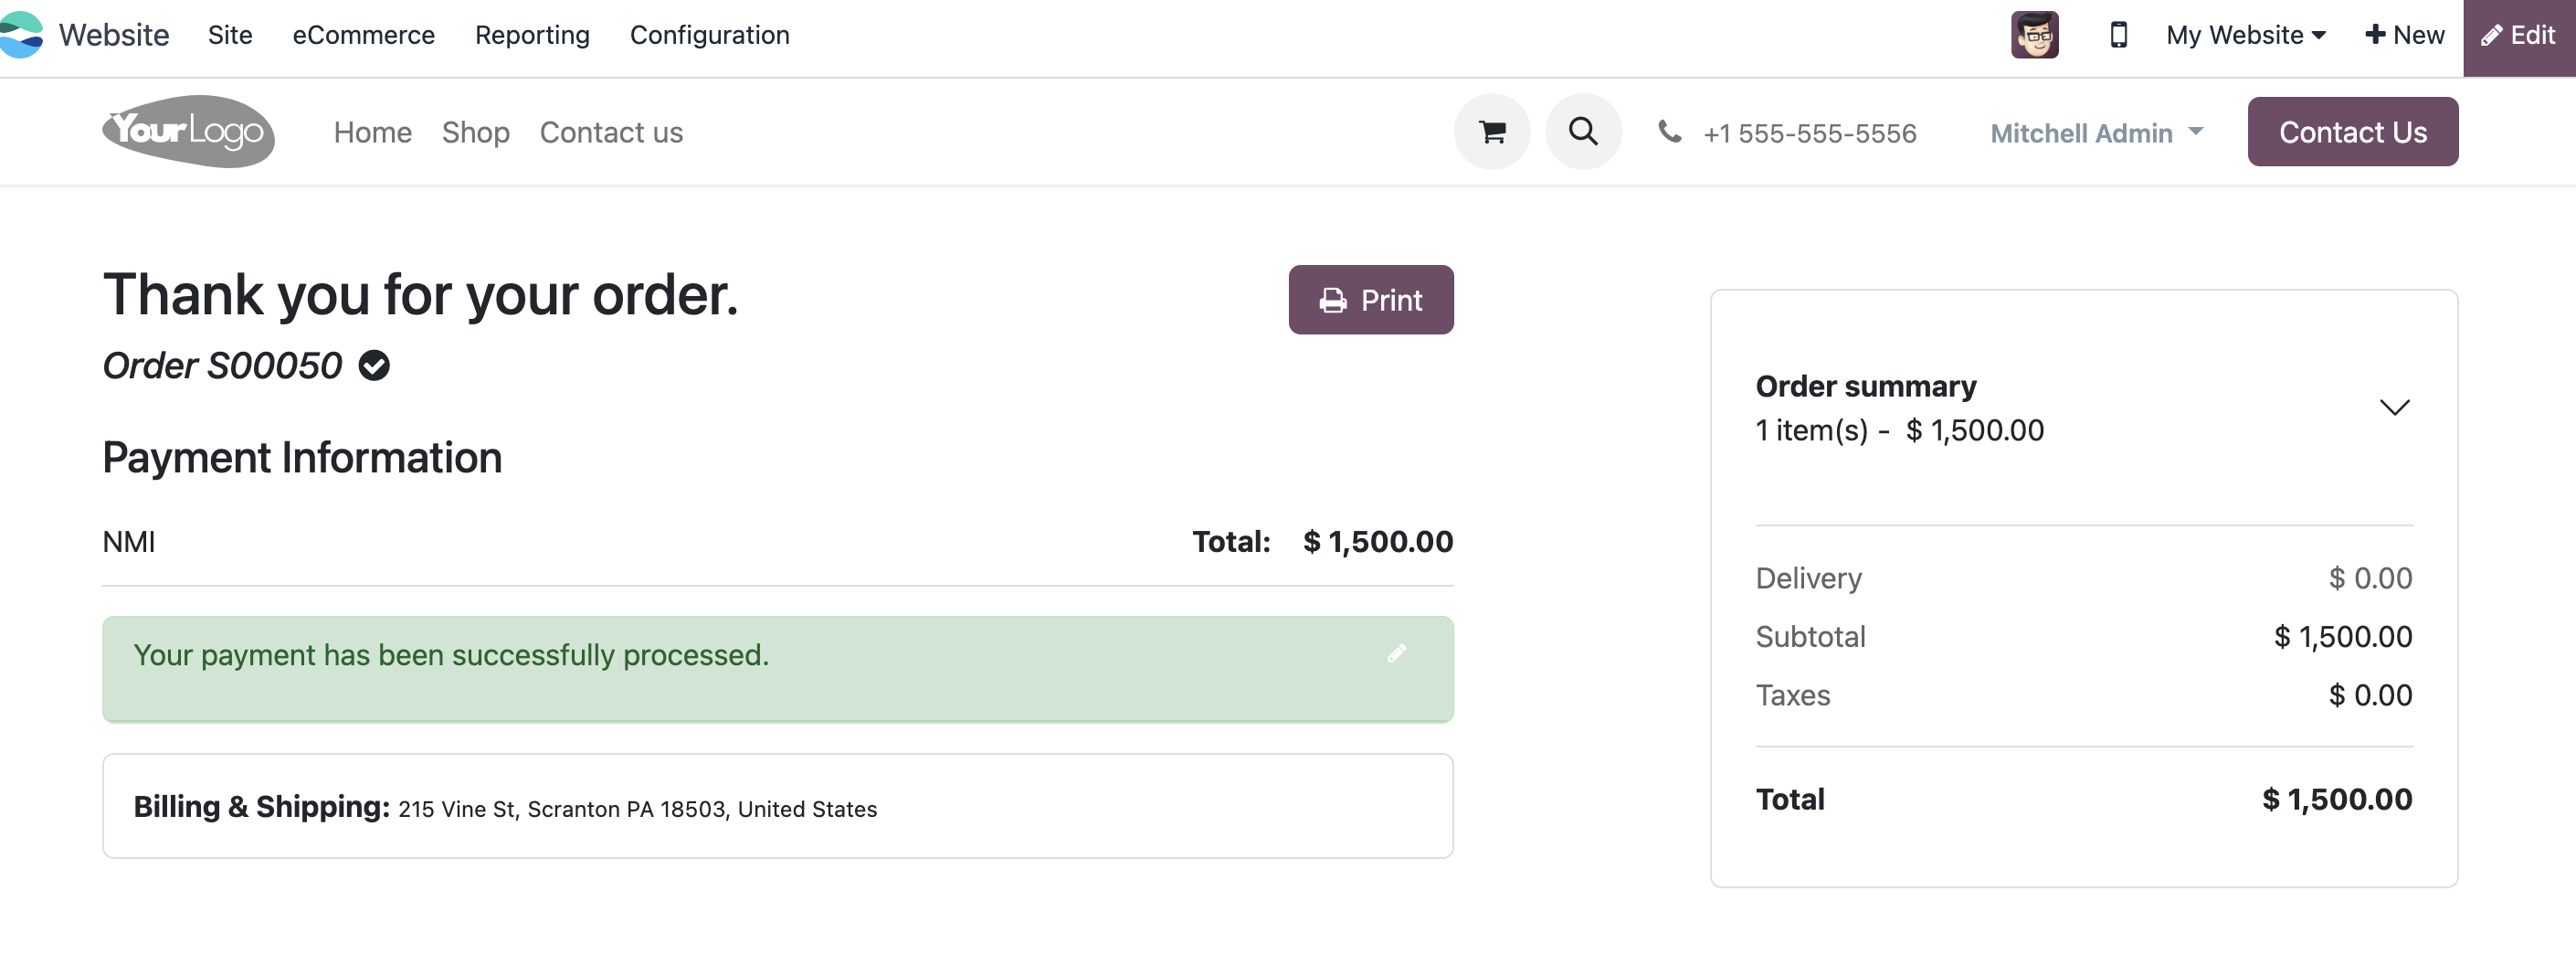 Website Site eCommerce Reporting Configuration My Website New Edit
YourLogo Home Shop Contact us +1 555-555-5556 Mitchell Admin Contact Us
Thank you for your order.
Print
Order S00050
Payment Information
NMI Total: $ 1,500.00
Your payment has been successfully processed.
Billing & Shipping: 215 Vine St, Scranton PA 18503, United States
Order summary
1 item(s) - $ 1,500.00
Delivery $ 0.00
Subtotal $ 1,500.00
Taxes $ 0.00
Total $ 1,500.00